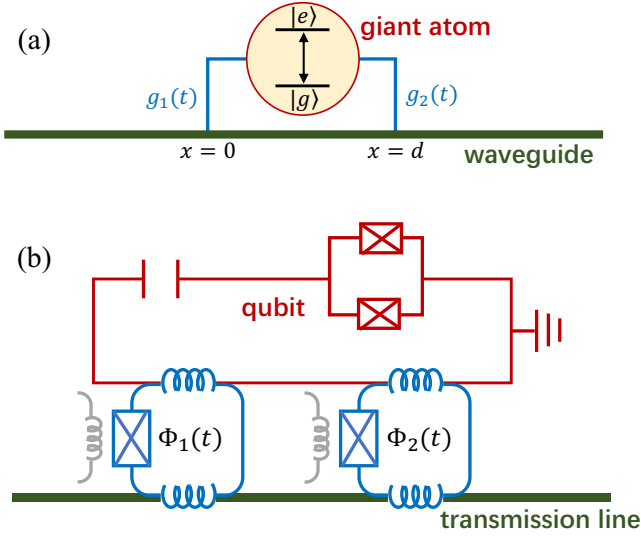 (a)
|e⟩
giant atom
g₁(t)
|g⟩
g₂(t)
x = 0
x = d
waveguide
(b)
qubit
Φ₁(t)
Φ₂(t)
transmission line